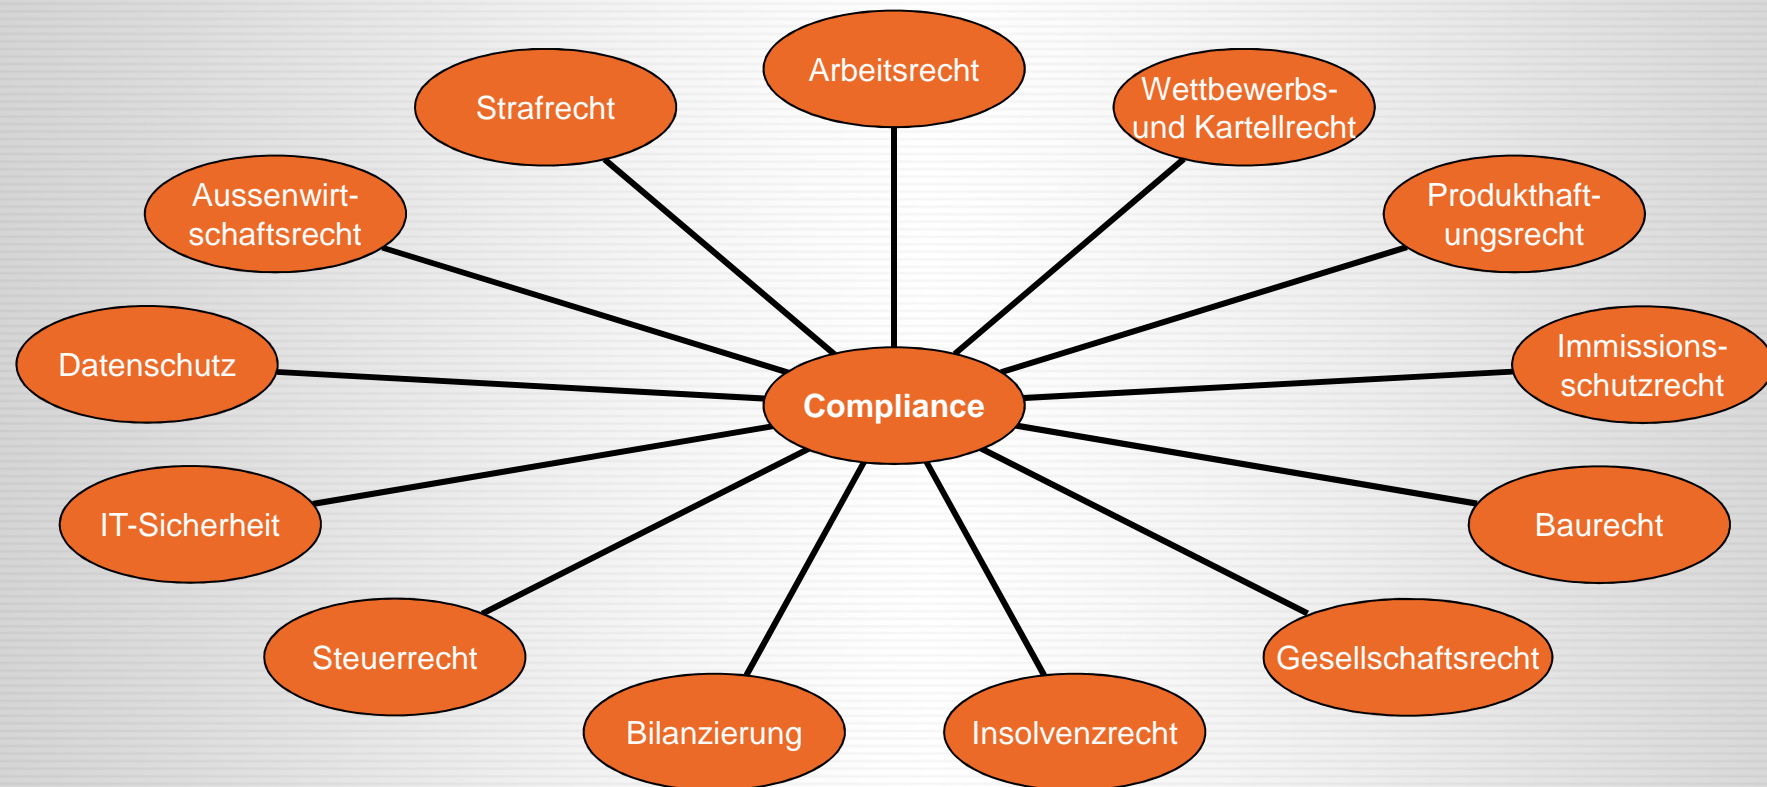 Arbeitsrecht
Strafrecht
Wettbewerbs-
und Kartellrecht
Aussenwirt-
schaftsrecht
Produkthaft-
ungsrecht
Datenschutz
Immissions-
schutzrecht
Compliance
IT-Sicherheit
Baurecht
Steuerrecht
Gesellschaftsrecht
Bilanzierung
Insolvenzrecht